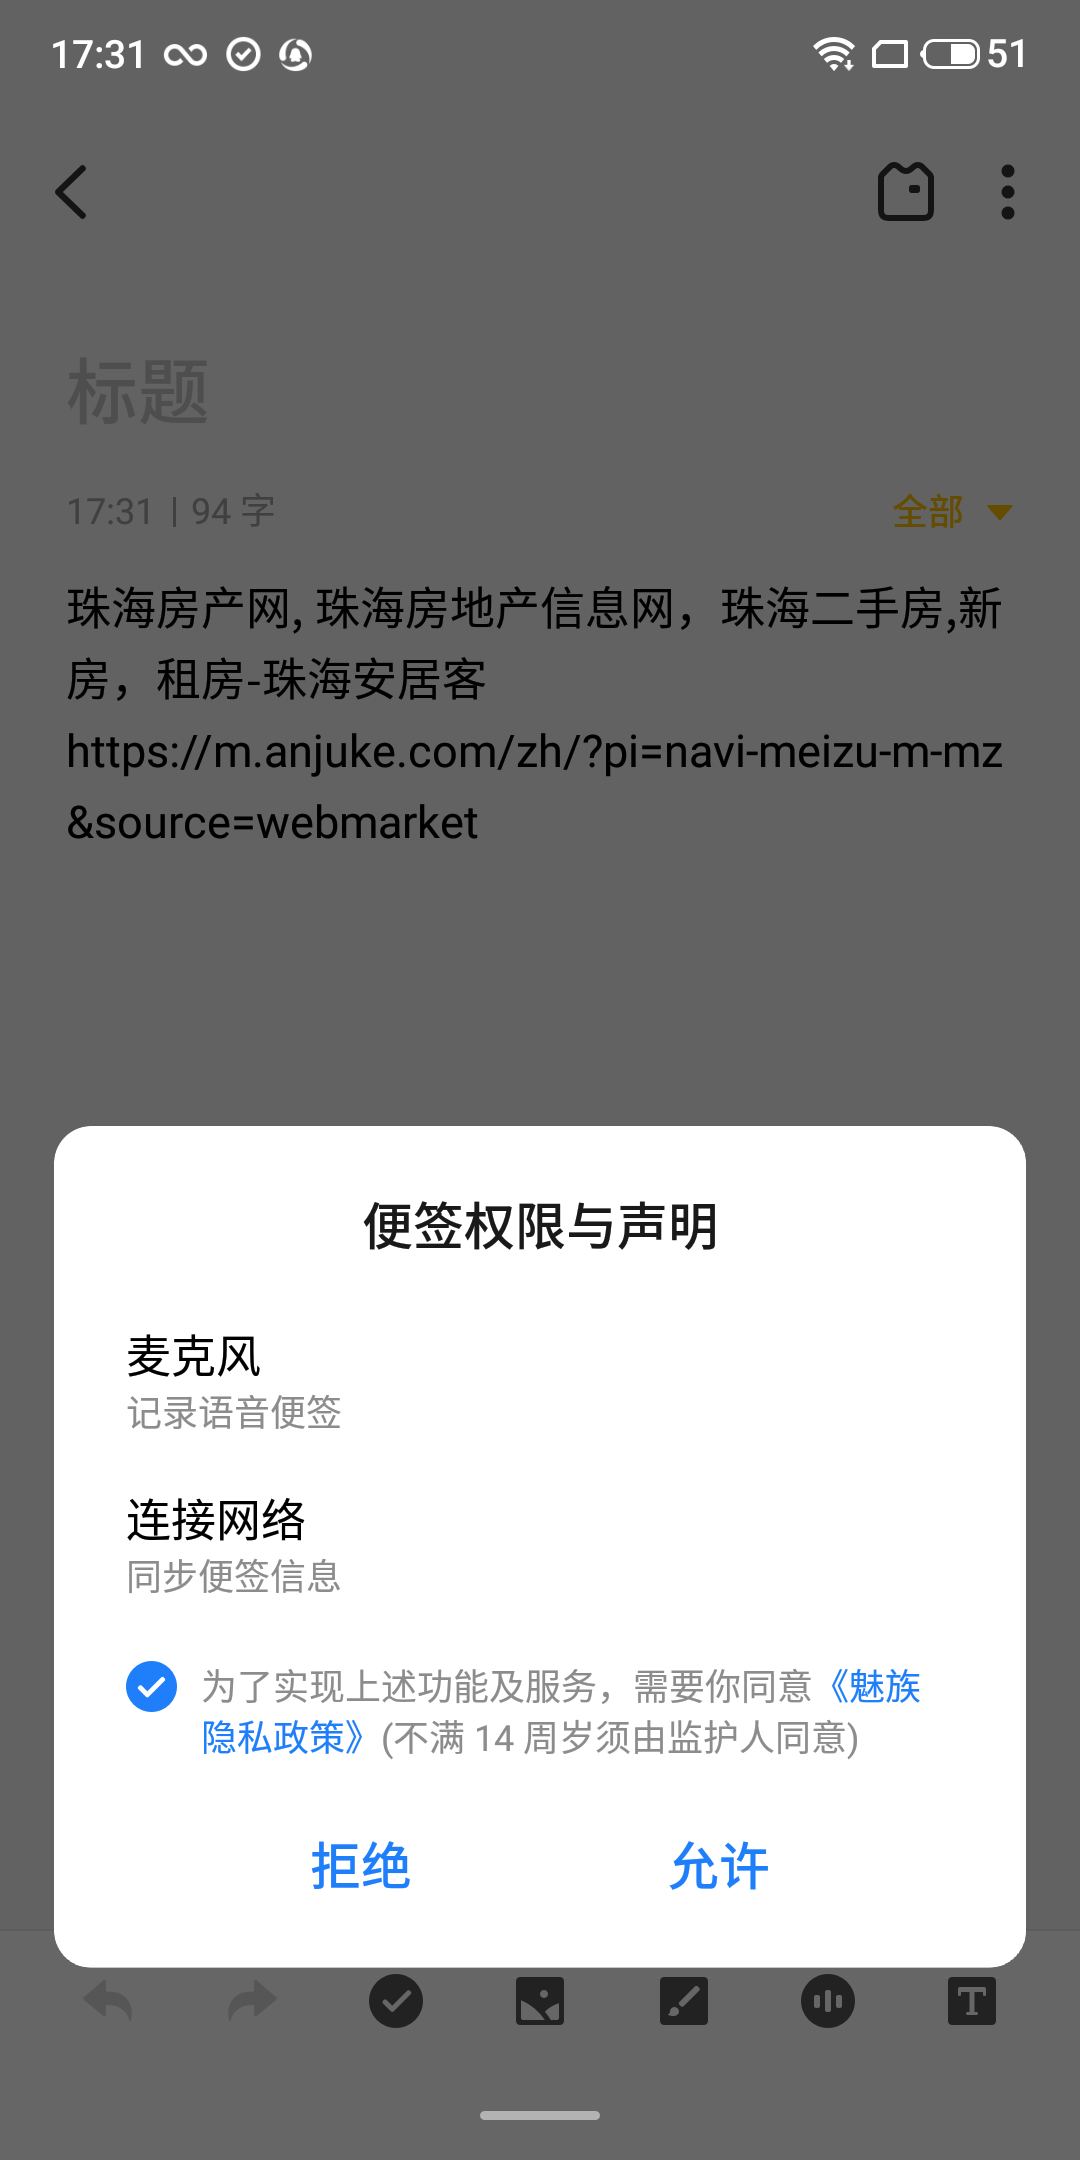 17:31
51
标题
17:31 | 94 字
全部
珠海房产网, 珠海房地产信息网，珠海二手房,新
房，租房-珠海安居客
https://m.anjuke.com/zh/?pi=navi-meizu-m-mz
&source=webmarket
便签权限与声明
麦克风
记录语音便签
连接网络
同步便签信息
为了实现上述功能及服务，需要你同意《魅族
隐私政策》(不满 14 周岁须由监护人同意)
拒绝
允许
T